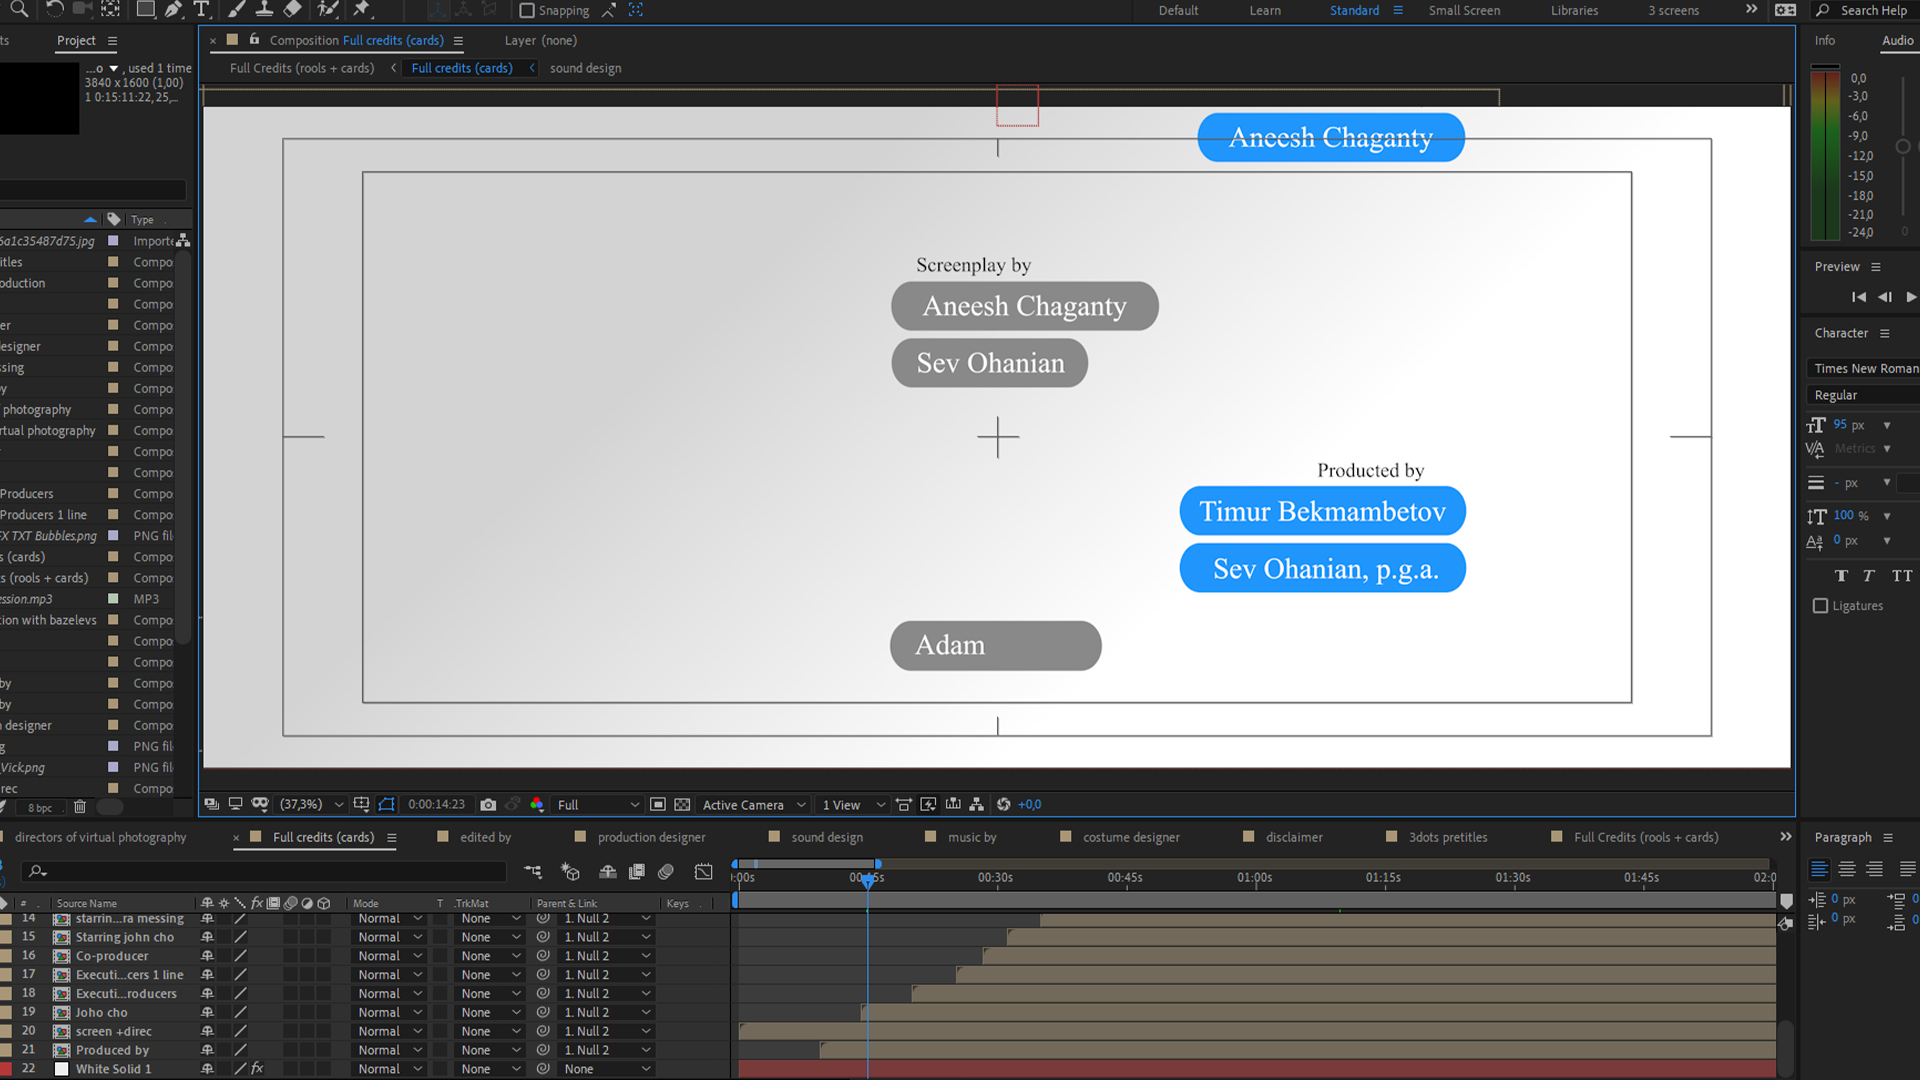 Snapping
Default
Learn
Standard
Small Screen
Libraries
3 screens
Search Help
ts
Project
Composition Full credits (cards)
Layer (none)
Info
Audio
...o , used 1 time
3840 x 1600 (1,00)
1 0:15:11:22, 25,...
Full Credits (rools + cards)
Full credits (cards)
sound design
0,0
-3,0
-6,0
-9,0
-12,0
-15,0
-18,0
-21,0
-24,0
0
Type
6a1c35487d75.jpg Importe
itles Compo
oduction Compo
Compo
er Compo
esigner Compo
ssing Compo
y Compo
f photography Compo
rtual photography Compo
Compo
Compo
Producers Compo
Producers 1 line Compo
FX TXT Bubbles.png PNG fil
s (cards) Compo
ts (rools + cards) Compo
ession.mp3 MP3
tion with bazelevs Compo
Compo
Compo
by Compo
by Compo
n designer Compo
g PNG fil
Vick.png PNG fil
rec Compo
8 bpc
Aneesh Chaganty
Screenplay by
Aneesh Chaganty
Sev Ohanian
Producted by
Timur Bekmambetov
Sev Ohanian, p.g.a.
Adam
Preview
Character
Times New Roman
Regular
95 px
Metrics
- px
100 %
0 px
T T TT
Ligatures
(37,3%)
0:00:14:23
Full
Active Camera
1 View
+0,0
directors of virtual photography
Full credits (cards)
edited by
production designer
sound design
music by
costume designer
disclaimer
3dots pretitles
Full Credits (rools + cards)
Paragraph
0 px
0 px
0
0
):00s
00:15s
00:30s
00:45s
01:00s
01:15s
01:30s
01:45s
02:0
# Source Name fx Mode T .TrkMat Parent & Link Keys
14 starrin...ra messing Normal None 1. Null 2
15 Starring john cho Normal None 1. Null 2
16 Co-producer Normal None 1. Null 2
17 Executi...cers 1 line Normal None 1. Null 2
18 Executi...roducers Normal None 1. Null 2
19 Joho cho Normal None 1. Null 2
20 screen +direc Normal None 1. Null 2
21 Produced by Normal None 1. Null 2
22 White Solid 1 fx Normal None None